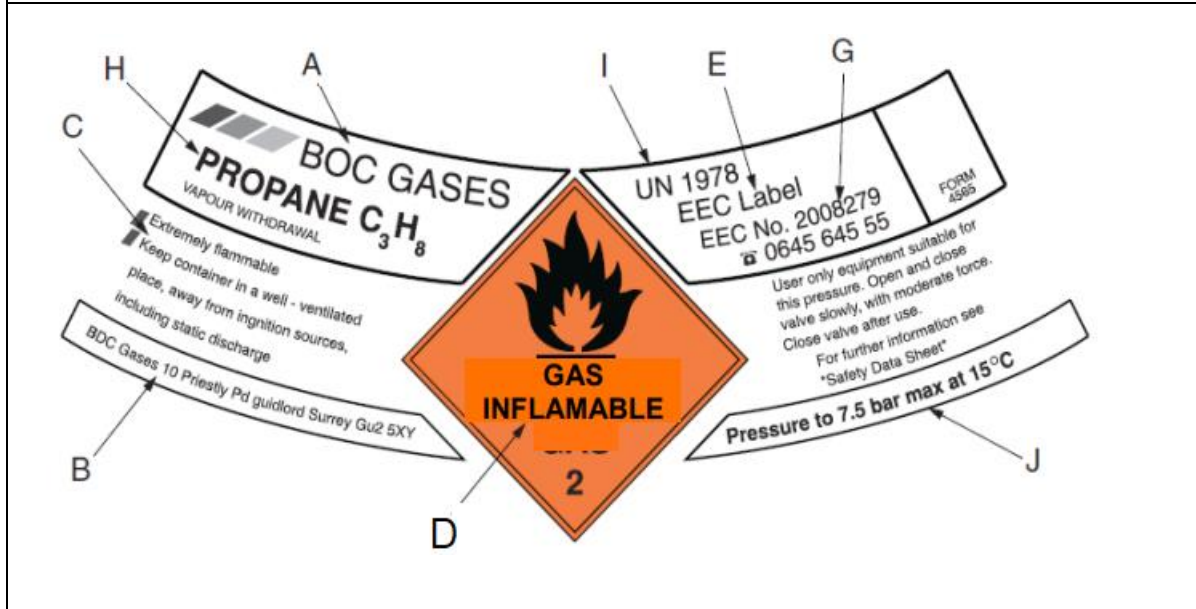 H
A
I
E
G
C
BOC GASES
PROPANE C3H8
VAPOUR WITHDRAWAL
Extremely flammable
Keep container in a well - ventilated
place, away from ingnition sources,
including static discharge
BDC Gases 10 Priestly Pd guidlord Surrey Gu2 5XY
B
GAS
INFLAMABLE
2
D
UN 1978
EEC Label
EEC No. 2008279
☎ 0645 645 55
FORM
4565
User only equipment suitable for
this pressure. Open and close
valve slowly, with moderate force.
Close valve after use.
For further information see
"Safety Data Sheet"
Pressure to 7.5 bar max at 15°C
J